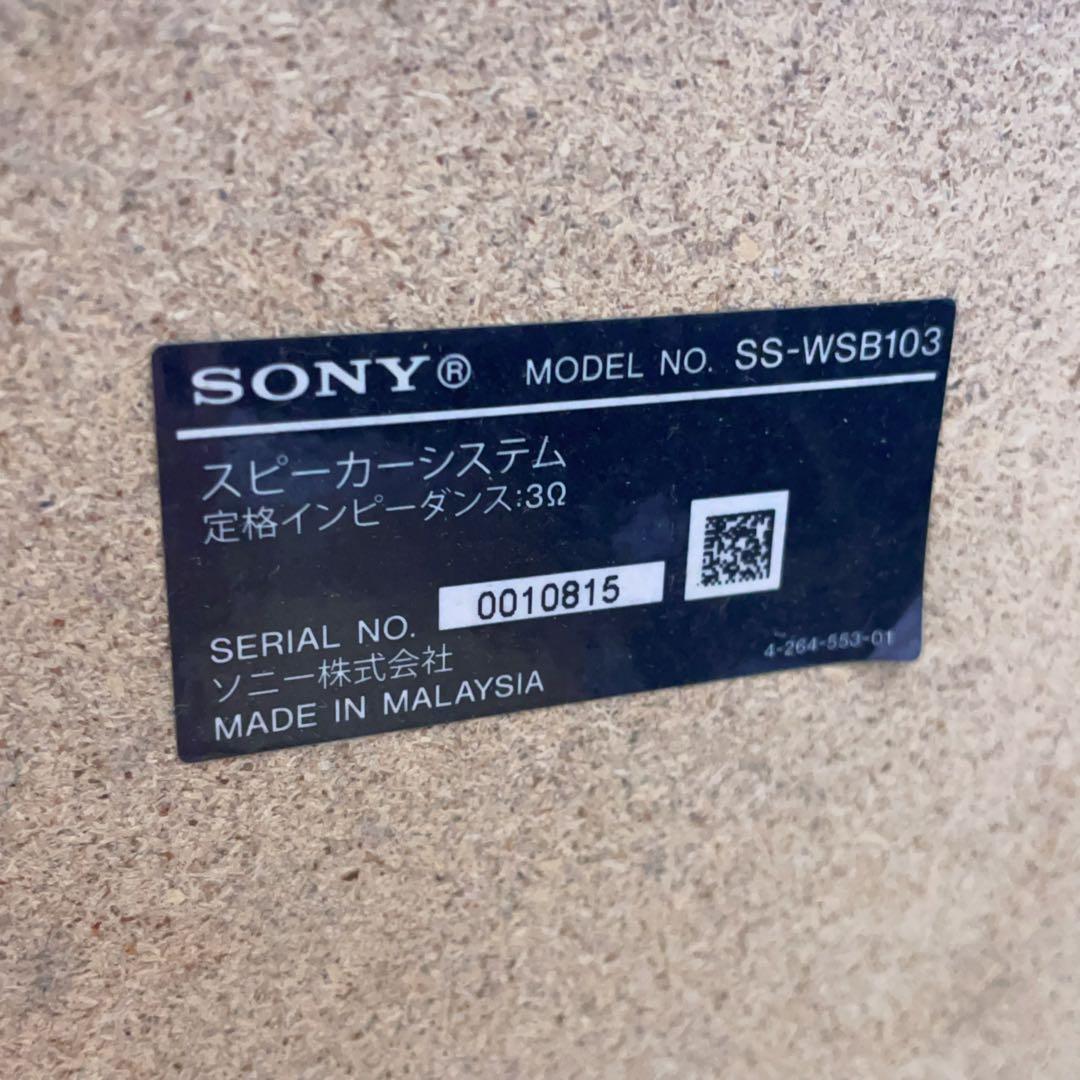 SONY® MODEL NO. SS-WSB103
スピーカーシステム
定格インピーダンス:3Ω
SERIAL NO. 0010815
ソニー株式会社
MADE IN MALAYSIA
4-264-553-01